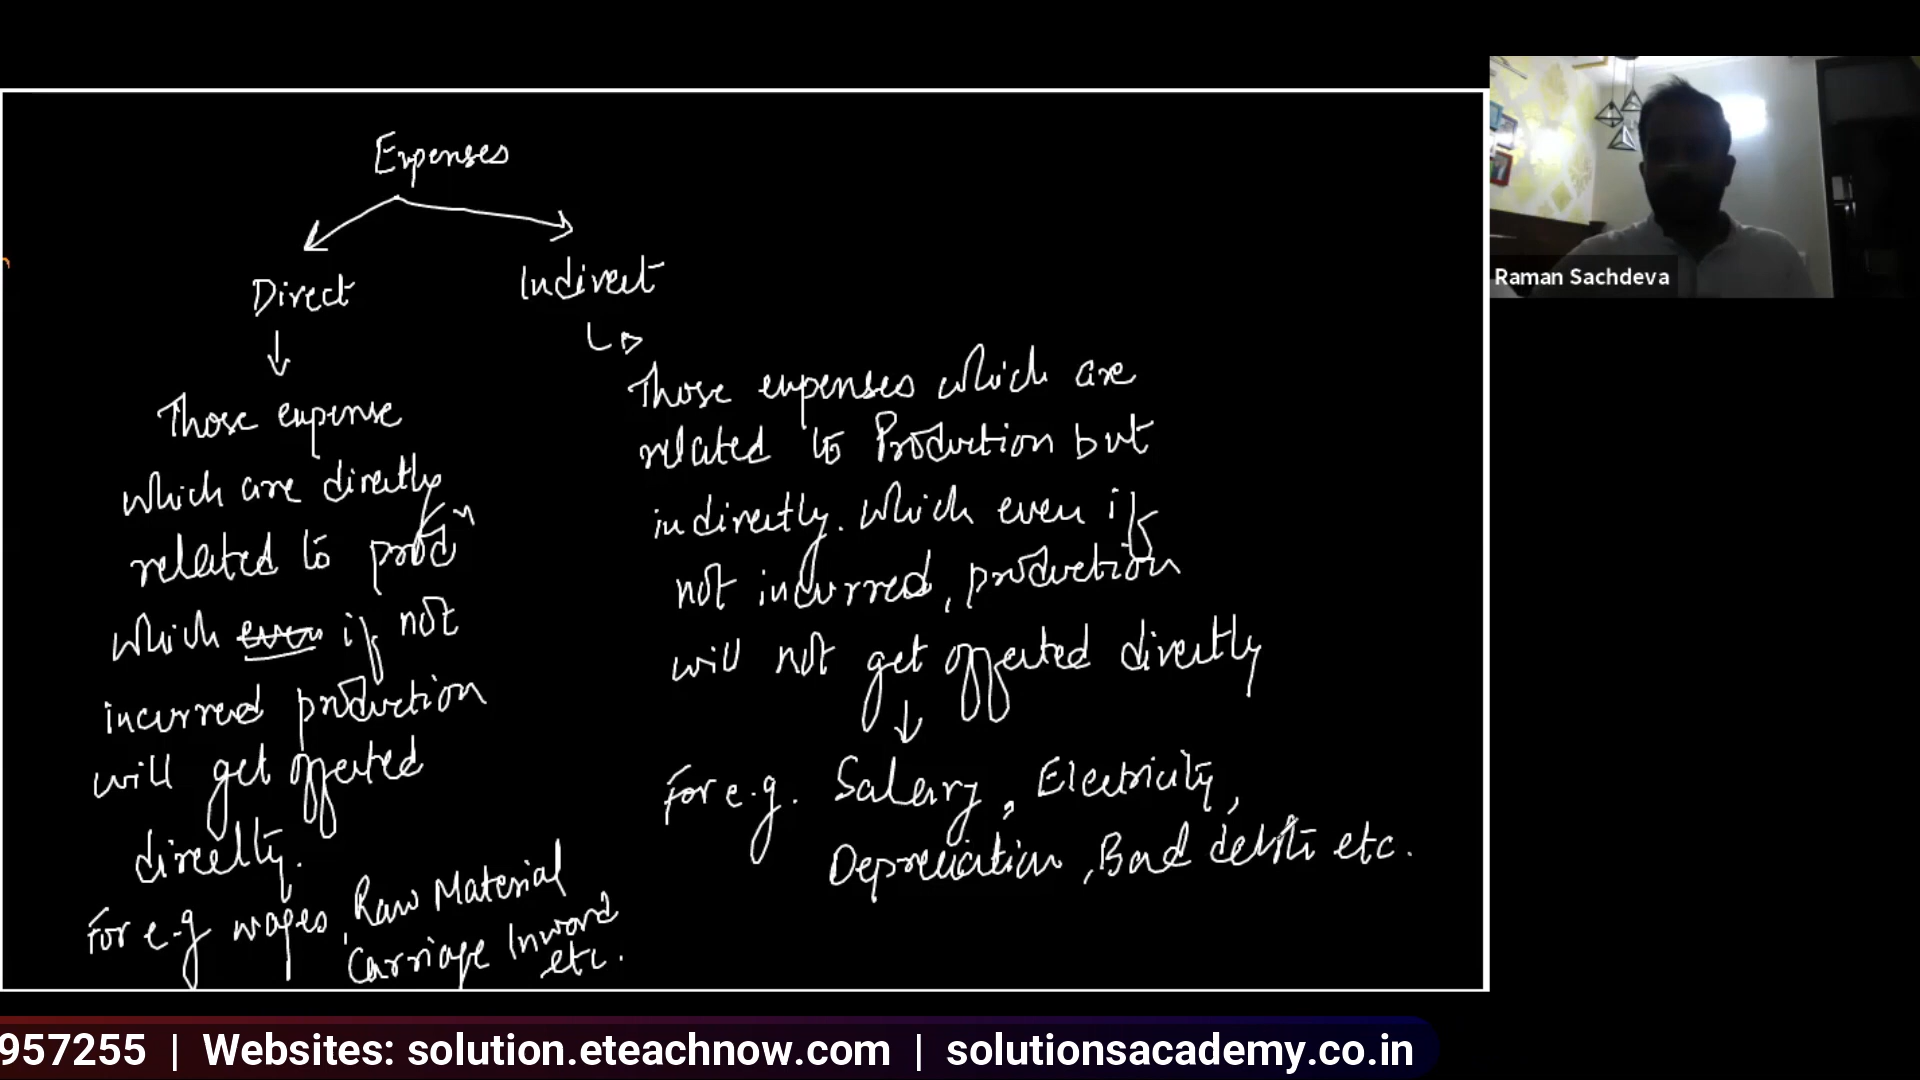 Expenses
Direct
Indirect
Those expense
which are directly
related to prodⁿ
which even if not
incurred production
will get affected
directly.
For e.g wages, Raw Material
Carriage Inward
etc.
Those expenses which are
related to Production but
indirectly. Which even if
not incurred, production
will not get affected directly
For e.g. Salary, Electricity,
Depreciation, Bad debts etc.
Raman Sachdeva
957255 | Websites: solution.eteachnow.com | solutionsacademy.co.in